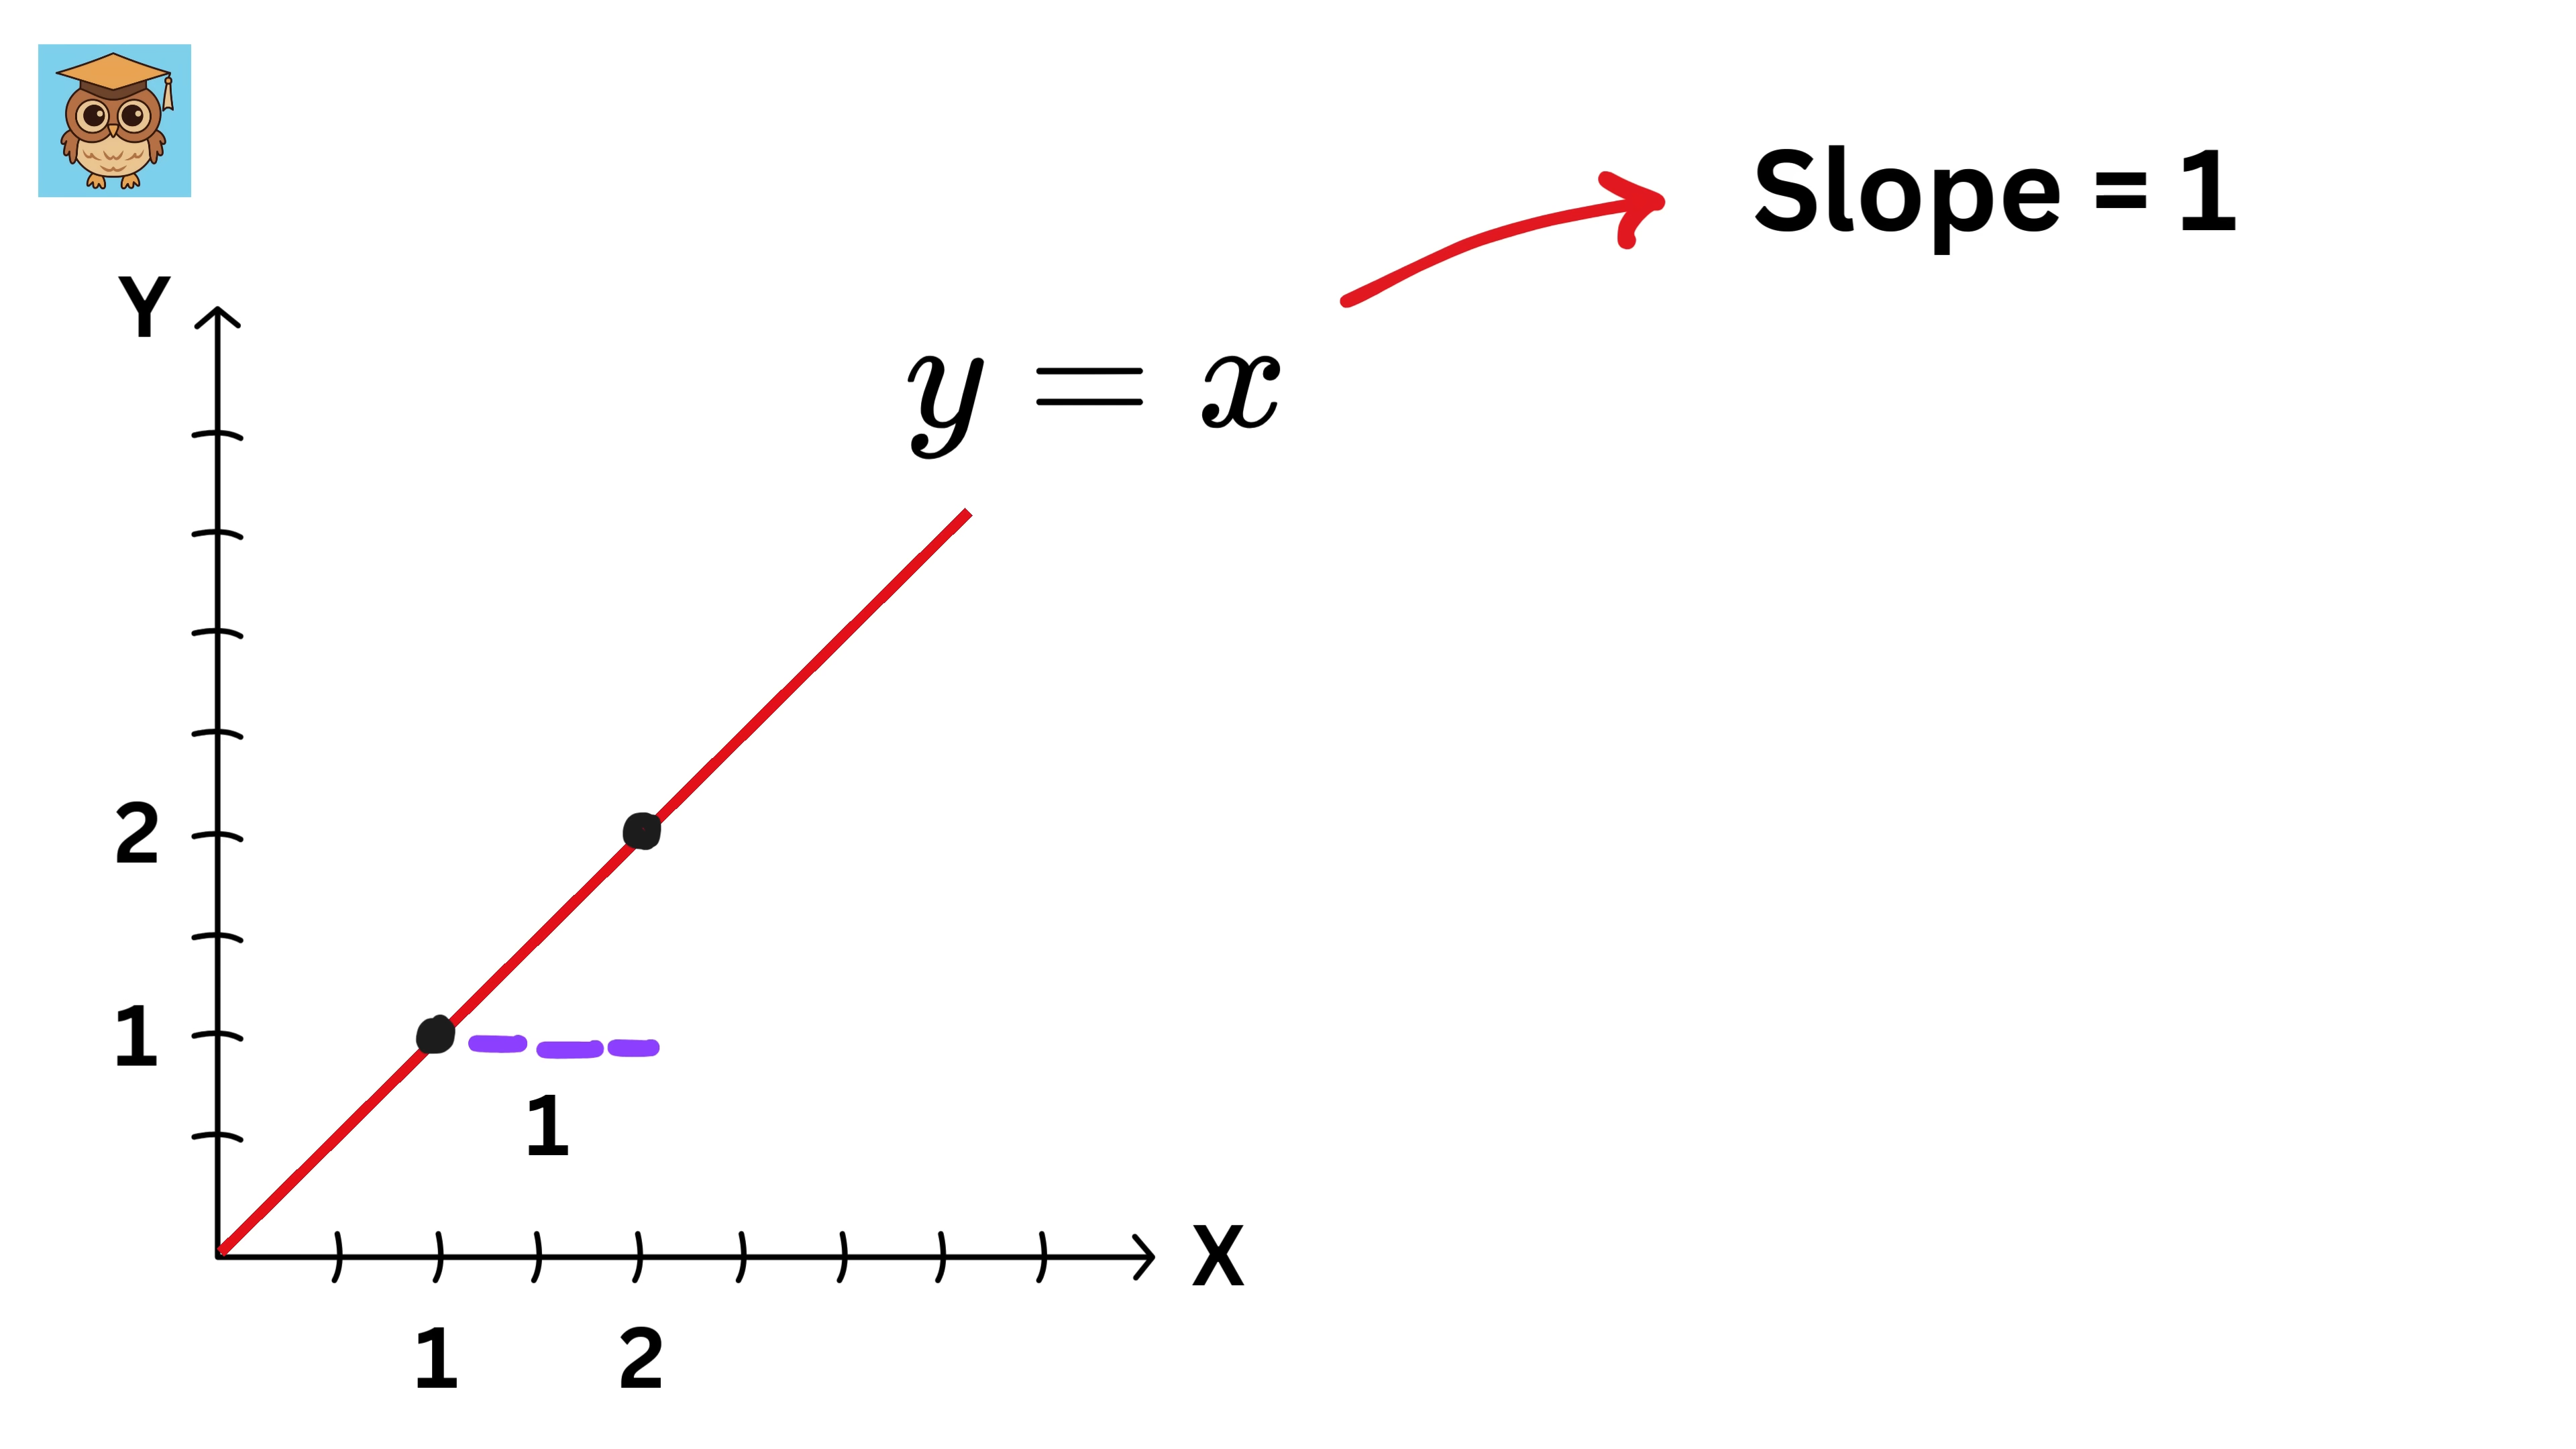 Slope = 1
Y
y = x
2
1
1
X
1 2